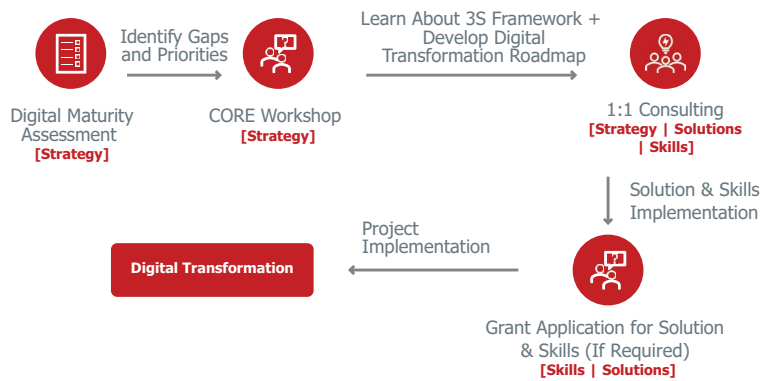 Identify Gaps
and Priorities
Learn About 3S Framework +
Develop Digital
Transformation Roadmap
?
Digital Maturity
Assessment
[Strategy]
CORE Workshop
[Strategy]
1:1 Consulting
[Strategy | Solutions
| Skills]
Solution & Skills
Implementation
Project
Implementation
Digital Transformation
?
Grant Application for Solution
& Skills (If Required)
[Skills | Solutions]